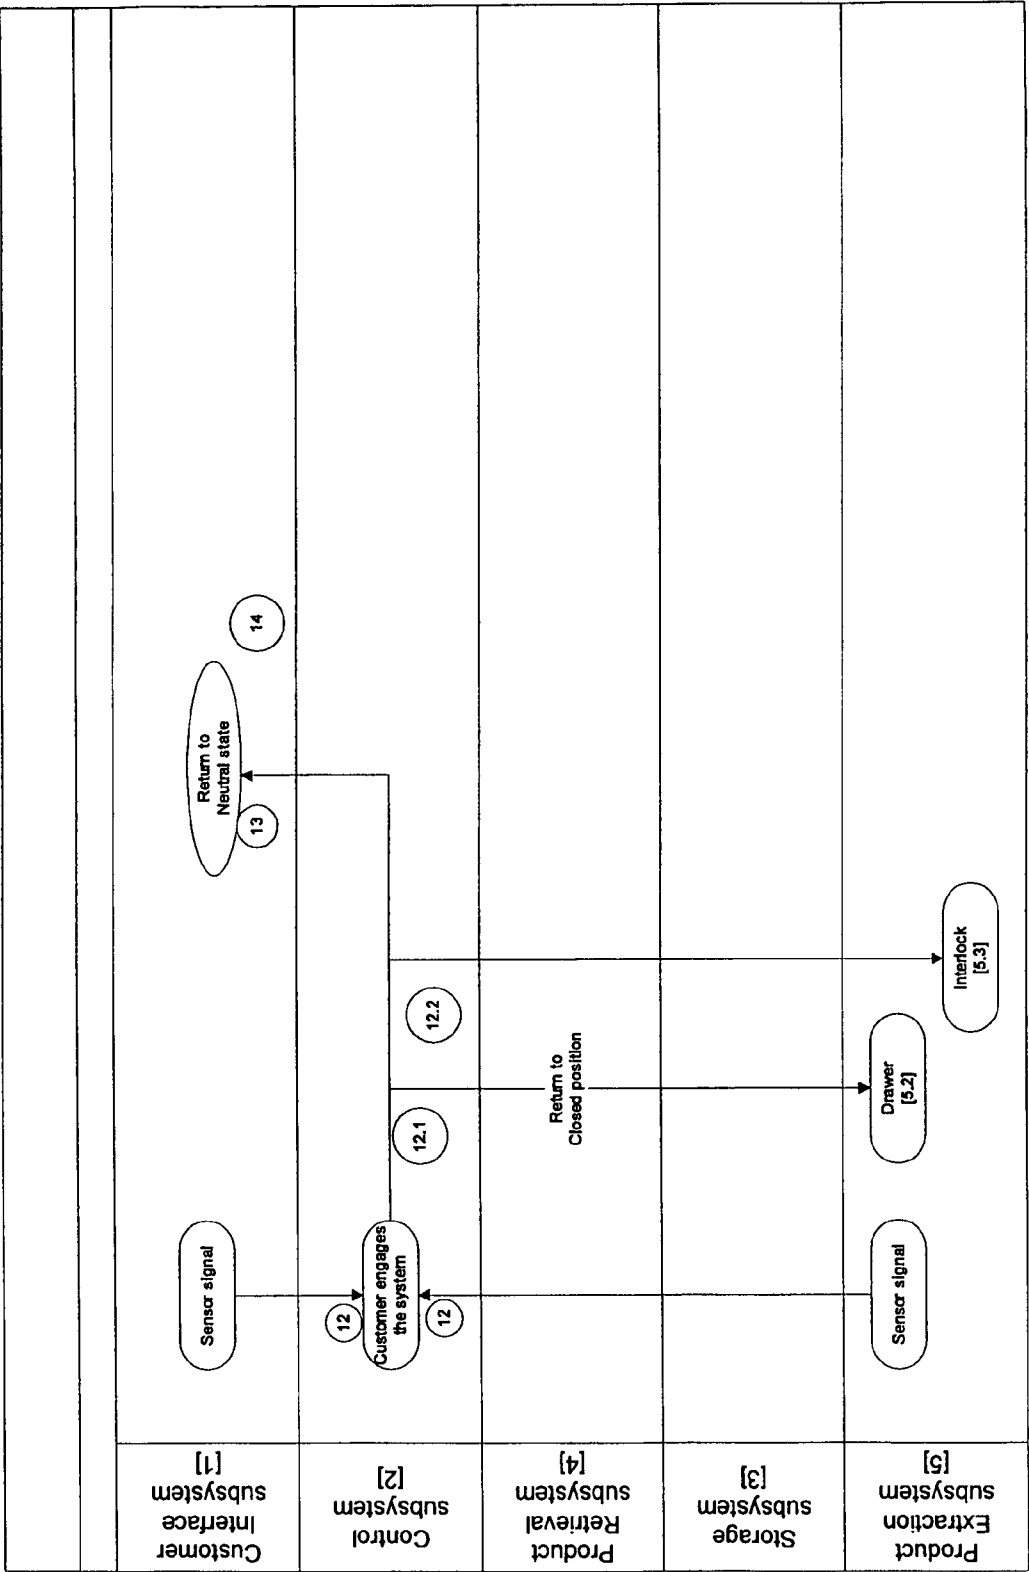 Customer
Interface
subsystem
[1]
Control
subsystem
[2]
Product
Retrieval
subsystem
[4]
Storage
subsystem
[3]
Product
Extraction
subsystem
[5]
Sensor signal
12
Customer engages
the system
12
Sensor signal
12.1
Return to
Closed position
Drawer
[5.2]
12.2
Interlock
[5.3]
13
Return to
Neutral state
14